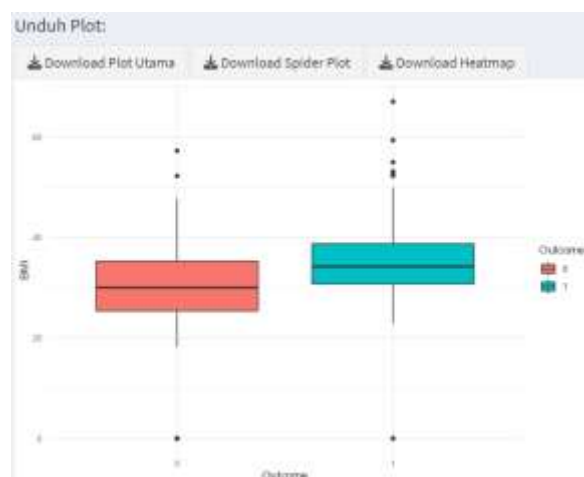 Unduh Plot:
Download Plot Utama Download Spider Plot Download Heatmap
60
40
20
0
BMI
0 1
Outcome
Outcome
0
1